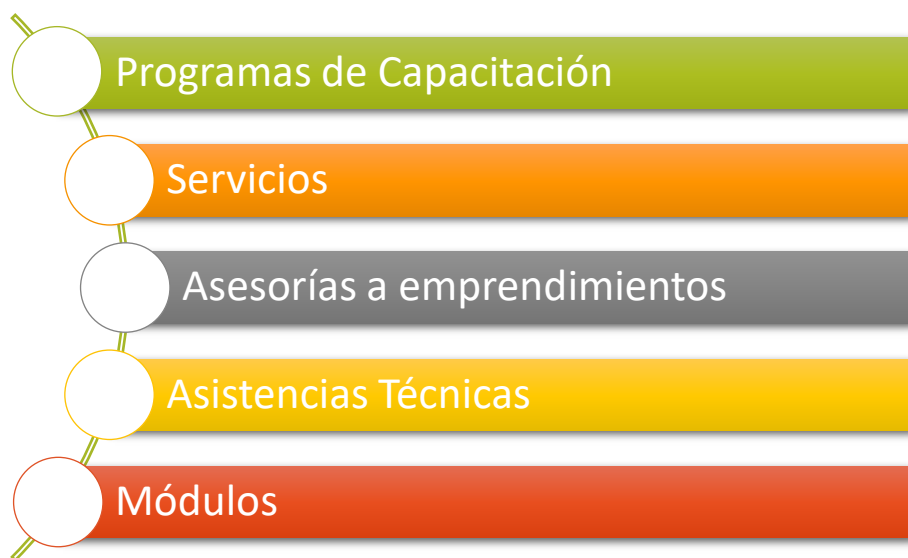 Programas de Capacitación
Servicios
Asesorías a emprendimientos
Asistencias Técnicas
Módulos